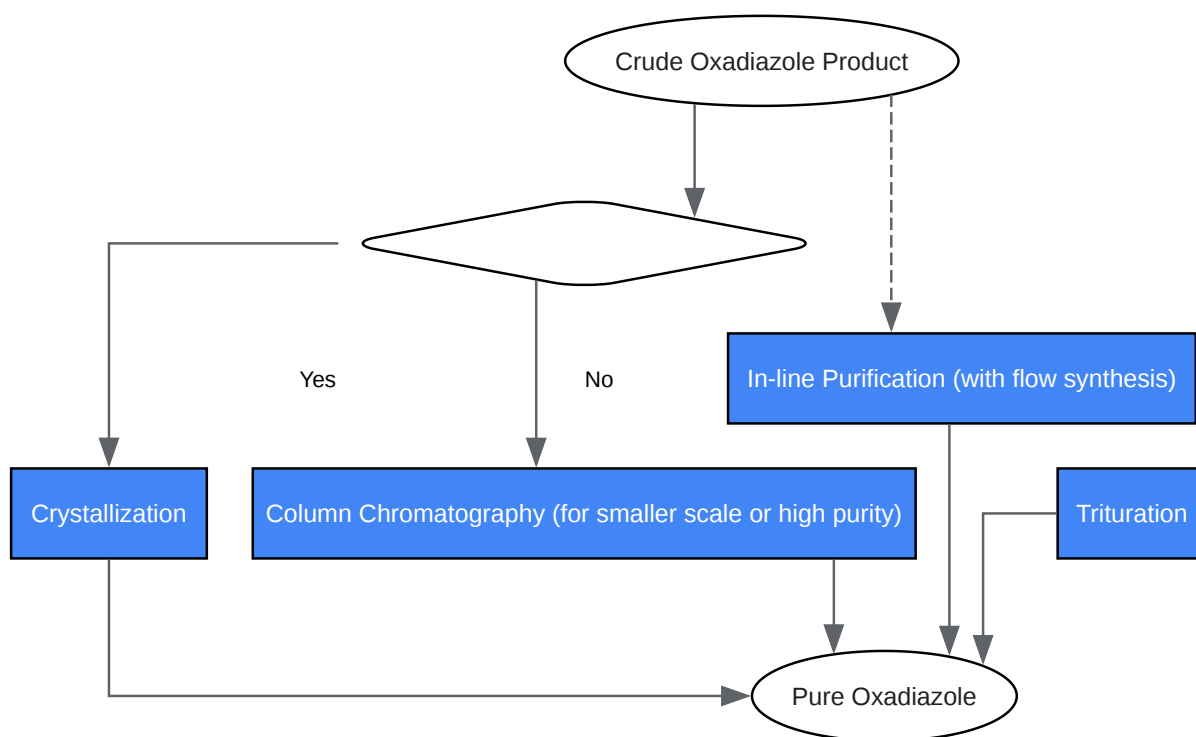 Crude Oxadiazole Product
In-line Purification (with flow synthesis)
Yes
No
Crystallization
Column Chromatography (for smaller scale or high purity)
Trituration
Pure Oxadiazole